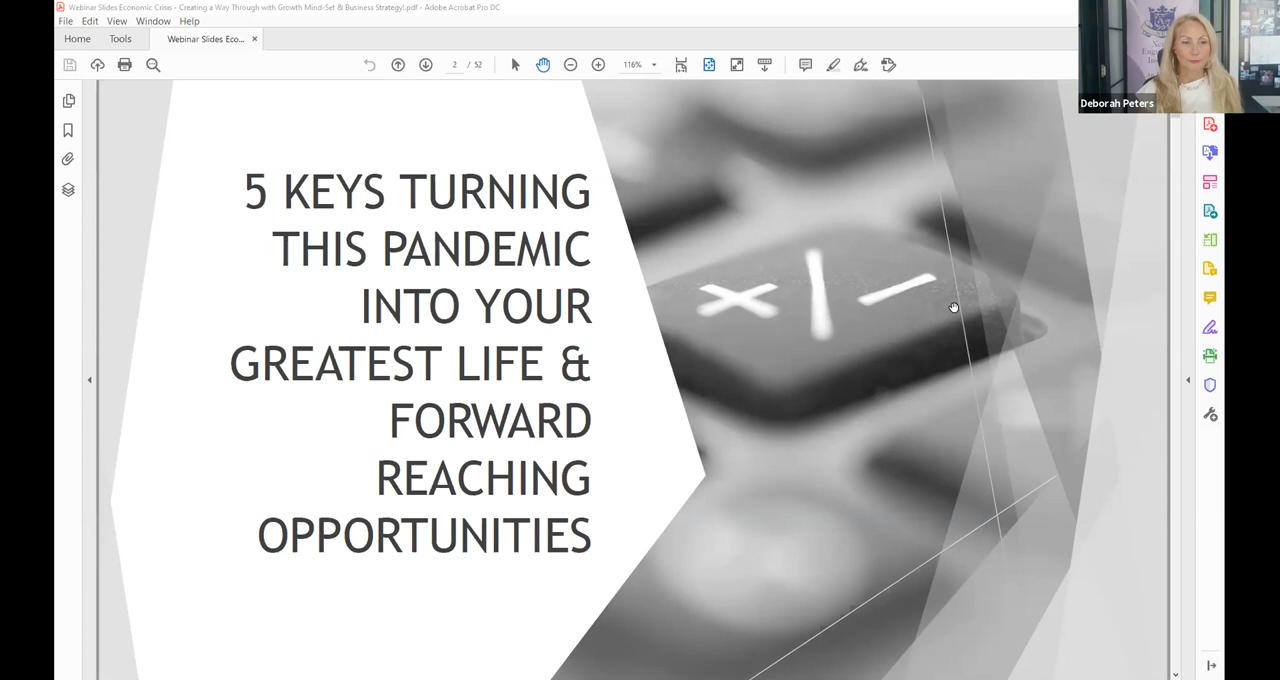 Webinar Slides Economic Crisis - Creating a Way Through with Growth Mind-Set & Business Strategy!.pdf - Adobe Acrobat Pro DC
File Edit View Window Help
Home Tools Webinar Slides Eco... ×
2 / 52 116%
Deborah Peters
5 KEYS TURNING
THIS PANDEMIC
INTO YOUR
GREATEST LIFE &
FORWARD
REACHING
OPPORTUNITIES